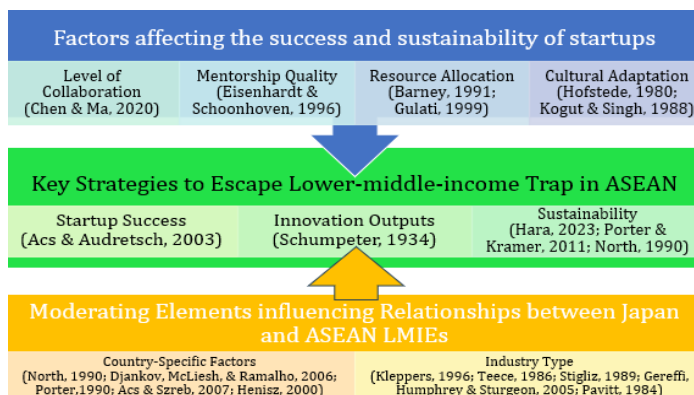 Factors affecting the success and sustainability of startups
Level of
Collaboration
(Chen & Ma, 2020)
Mentorship Quality
(Eisenhardt &
Schoonhoven, 1996)
Resource Allocation
(Barney, 1991;
Gulati, 1999)
Cultural Adaptation
(Hofstede, 1980;
Kogut & Singh, 1988)
Key Strategies to Escape Lower-middle-income Trap in ASEAN
Startup Success
(Acs & Audretsch, 2003)
Innovation Outputs
(Schumpeter, 1934)
Sustainability
(Hara, 2023; Porter &
Kramer, 2011; North, 1990)
Moderating Elements influencing Relationships between Japan
and ASEAN LMIEs
Country-Specific Factors
(North, 1990; Djankov, McLiesh, & Ramalho, 2006;
Porter,1990; Acs & Szreb, 2007; Henisz, 2000)
Industry Type
(Kleppers, 1996; Teece, 1986; Stigliz, 1989; Gereffi,
Humphrey & Sturgeon, 2005; Pavitt, 1984)